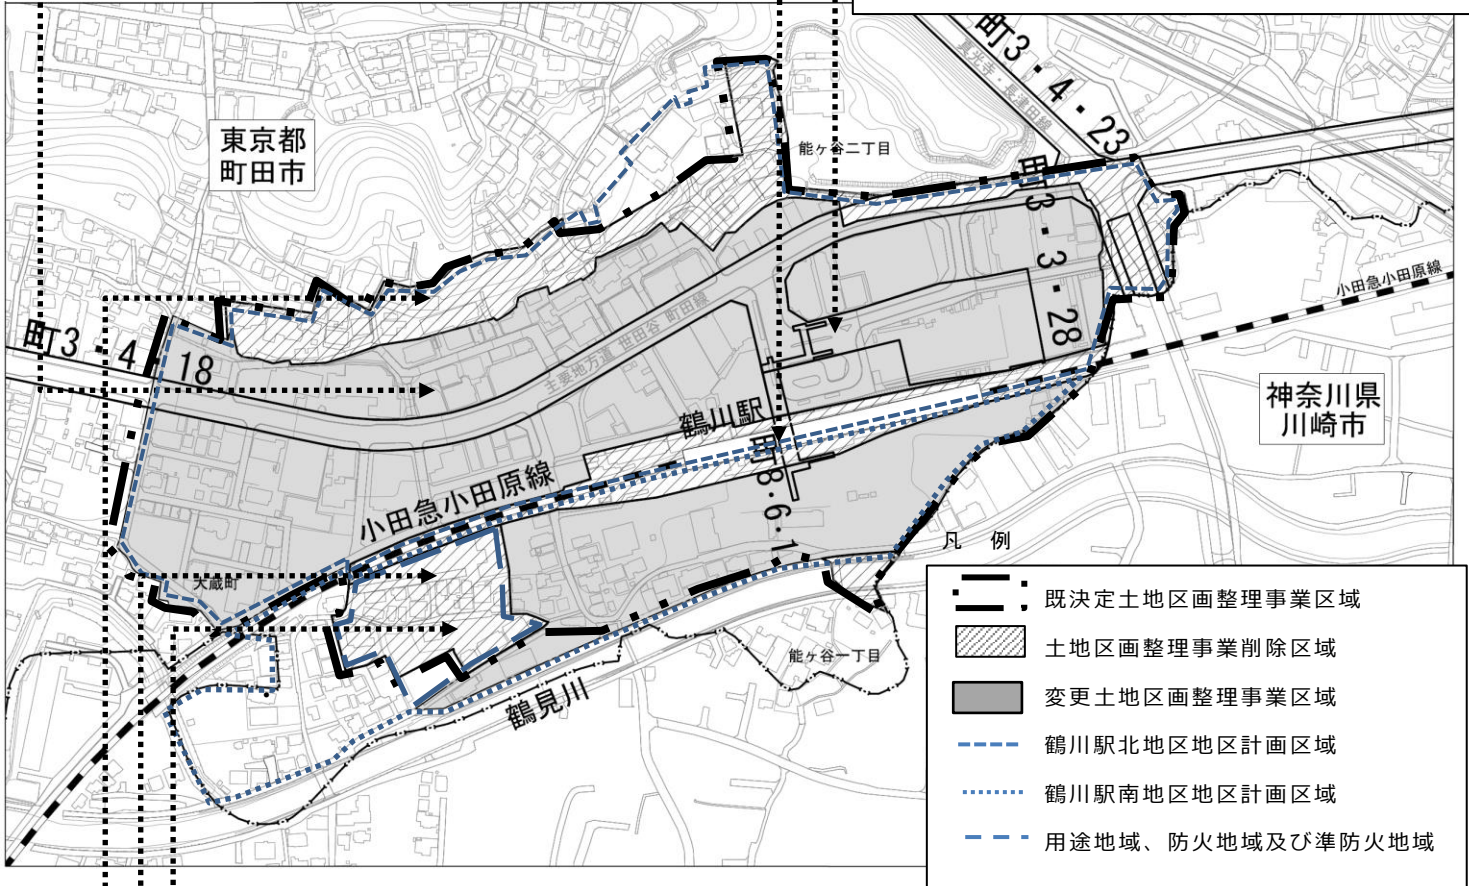 町3・4・23
長光寺・長津田線
東京都
町田市
能ヶ谷二丁目
町3・3・28
小田急小田原線
町3・4・18
主要地方道 世田谷 町田線
神奈川県
川崎市
鶴川駅
町8・6・1
小田急小田原線
大蔵町
能ヶ谷一丁目
鶴見川
凡 例
既決定土地区画整理事業区域
土地区画整理事業削除区域
変更土地区画整理事業区域
鶴川駅北地区地区計画区域
鶴川駅南地区地区計画区域
用途地域、防火地域及び準防火地域